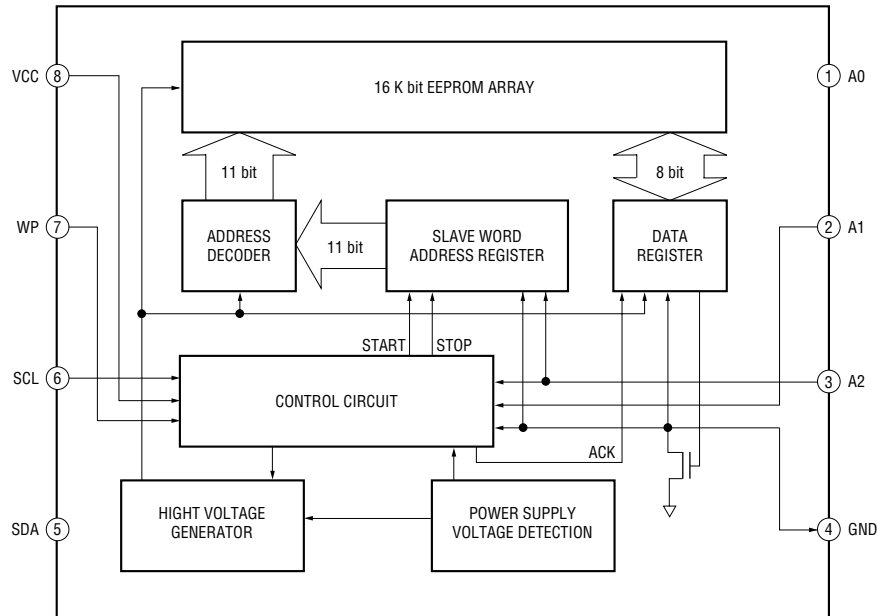 16 K bit EEPROM ARRAY
VCC 8
1 A0
11 bit
8 bit
WP 7
ADDRESS
DECODER
11 bit
SLAVE WORD
ADDRESS REGISTER
DATA
REGISTER
2 A1
START
STOP
SCL 6
CONTROL CIRCUIT
3 A2
ACK
SDA 5
HIGHT VOLTAGE
GENERATOR
POWER SUPPLY
VOLTAGE DETECTION
4 GND